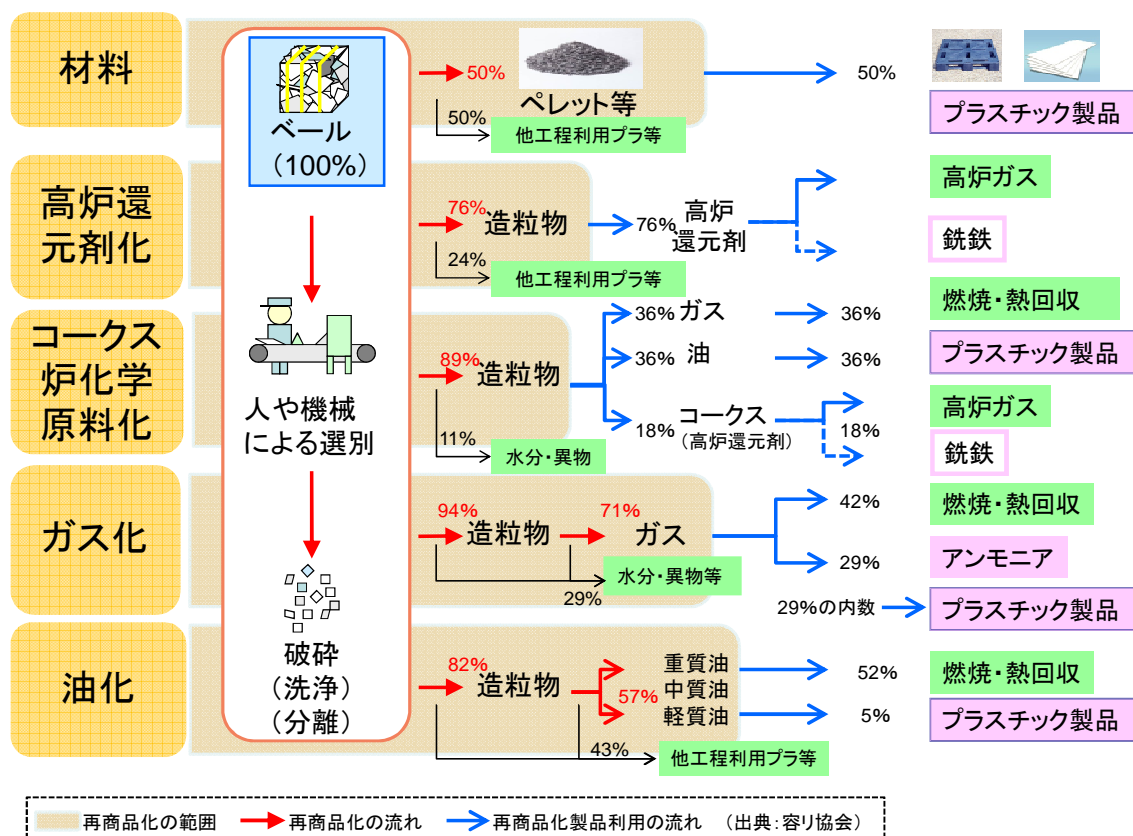 材料
ベール
(100%)
50%
ペレット等
50%
他工程利用プラ等
50%
プラスチック製品
高炉還
元剤化
76%
造粒物
24%
他工程利用プラ等
76%
高炉
還元剤
高炉ガス
銑鉄
コークス
炉化学
原料化
人や機械
による選別
89%
造粒物
11%
水分・異物
36%
ガス
36%
燃焼・熱回収
36%
油
36%
プラスチック製品
18%
コークス
(高炉還元剤)
18%
高炉ガス
銑鉄
ガス化
94%
造粒物
71%
ガス
29%
水分・異物等
42%
燃焼・熱回収
29%
アンモニア
29%の内数
プラスチック製品
油化
破砕
(洗浄)
(分離)
82%
造粒物
57%
重質油
中質油
軽質油
43%
他工程利用プラ等
52%
燃焼・熱回収
5%
プラスチック製品
再商品化の範囲 再商品化の流れ 再商品化製品利用の流れ (出典:容リ協会)